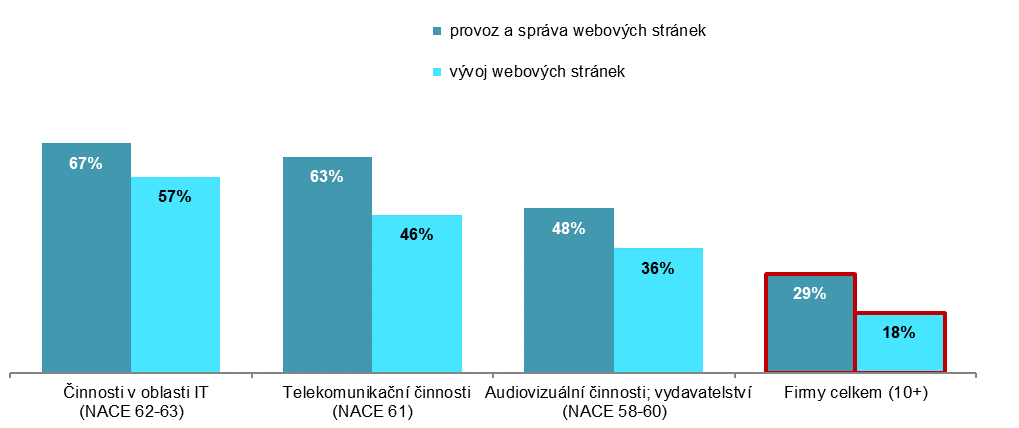 provoz a správa webových stránek
vývoj webových stránek
67%
57%
63%
46%
48%
36%
29%
18%
Činnosti v oblasti IT
(NACE 62-63)
Telekomunikační činnosti
(NACE 61)
Audiovizuální činnosti; vydavatelství
(NACE 58-60)
Firmy celkem (10+)